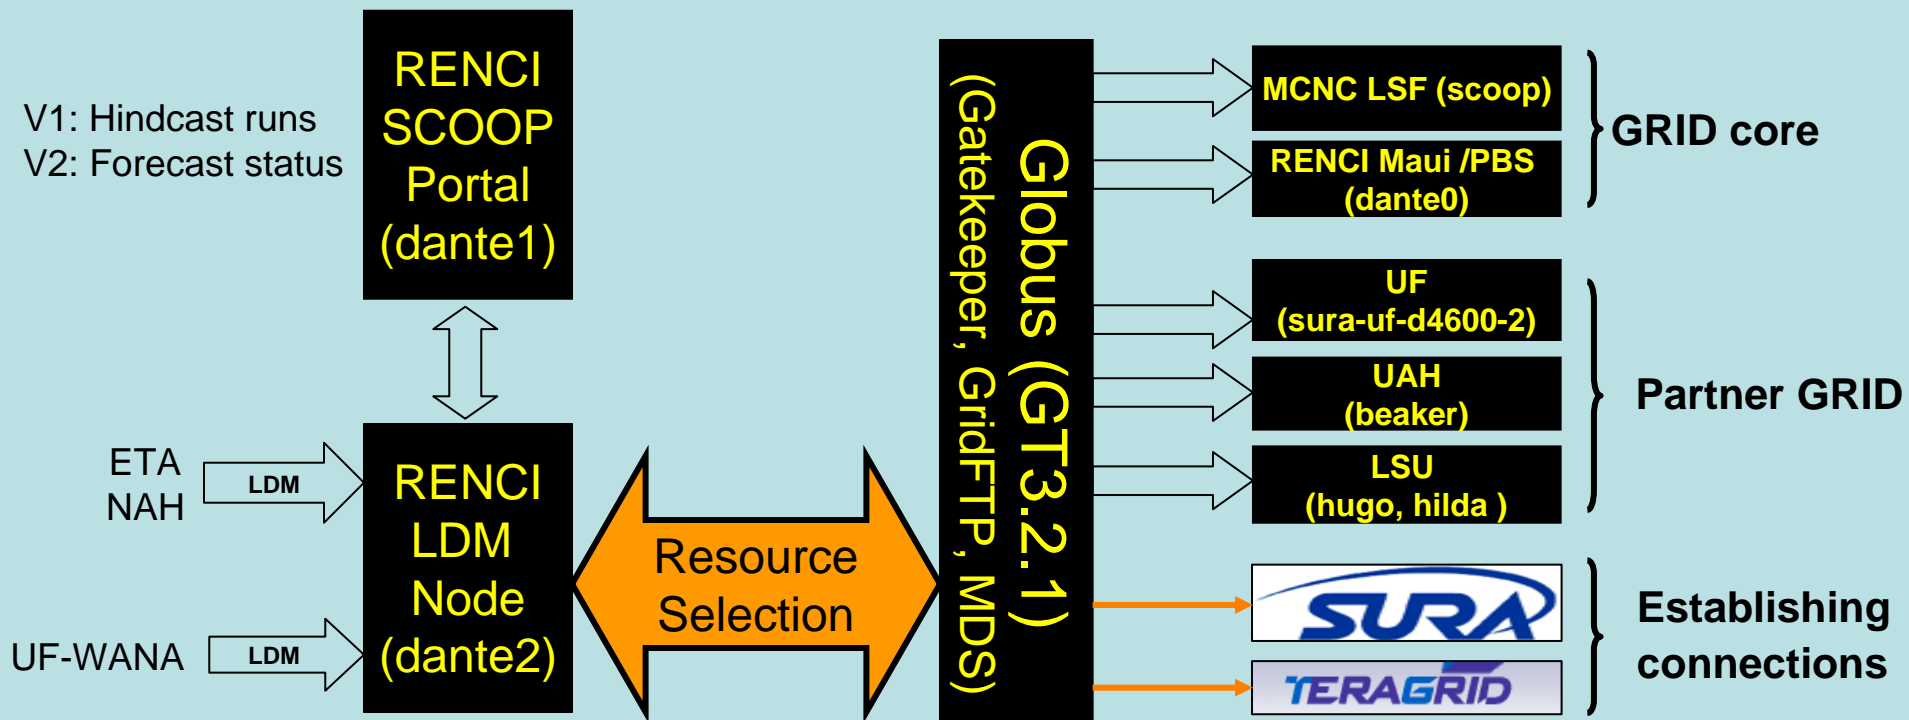 V1: Hindcast runs
V2: Forecast status
RENCI
SCOOP
Portal
(dante1)
ETA
NAH
LDM
UF-WANA
LDM
RENCI
LDM
Node
(dante2)
Resource
Selection
Globus (GT3.2.1)
(Gatekeeper, GridFTP, MDS)
MCNC LSF (scoop)
RENCI Maui /PBS
(dante0)
GRID core
UF
(sura-uf-d4600-2)
UAH
(beaker)
LSU
(hugo, hilda )
Partner GRID
SURA
TERAGRID
Establishing
connections